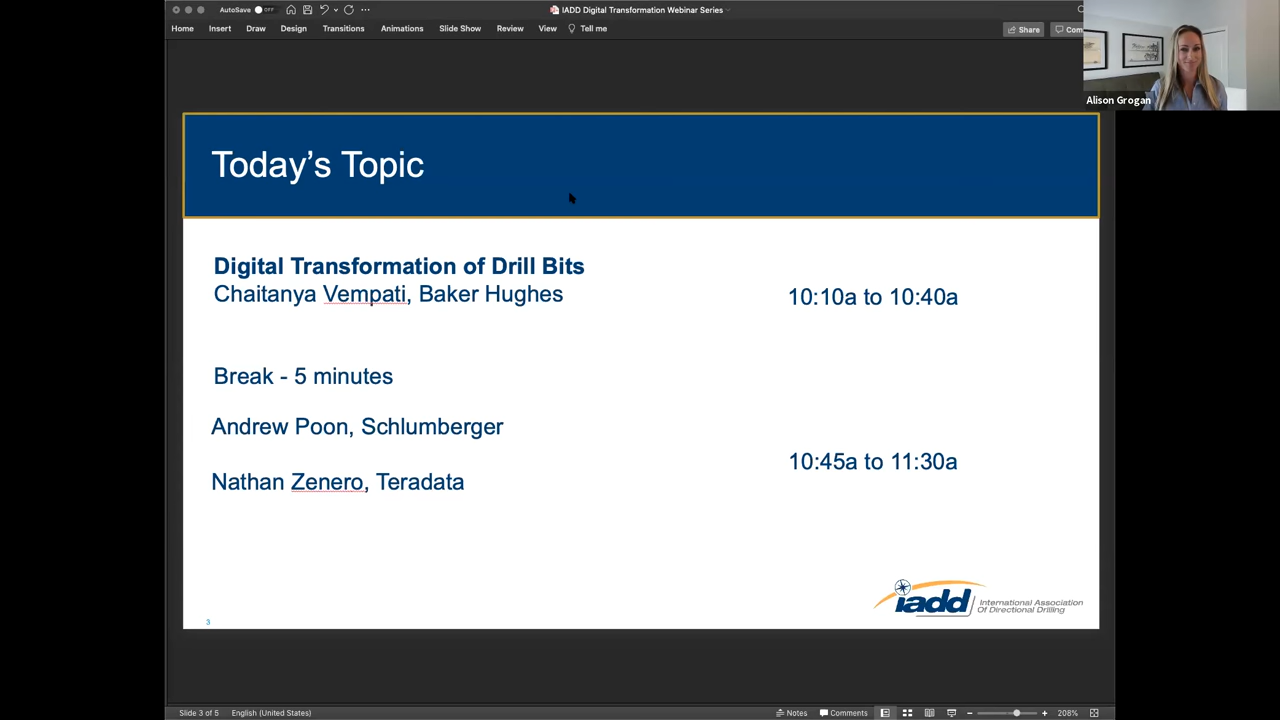 AutoSave OFF
IADD Digital Transformation Webinar Series
Home Insert Draw Design Transitions Animations Slide Show Review View Tell me
Share
Com
Alison Grogan
Today's Topic
Digital Transformation of Drill Bits
Chaitanya Vempati, Baker Hughes
10:10a to 10:40a
Break - 5 minutes
Andrew Poon, Schlumberger
10:45a to 11:30a
Nathan Zenero, Teradata
iadd
International Association
Of Directional Drilling
3
Slide 3 of 5 English (United States)
Notes Comments
208%